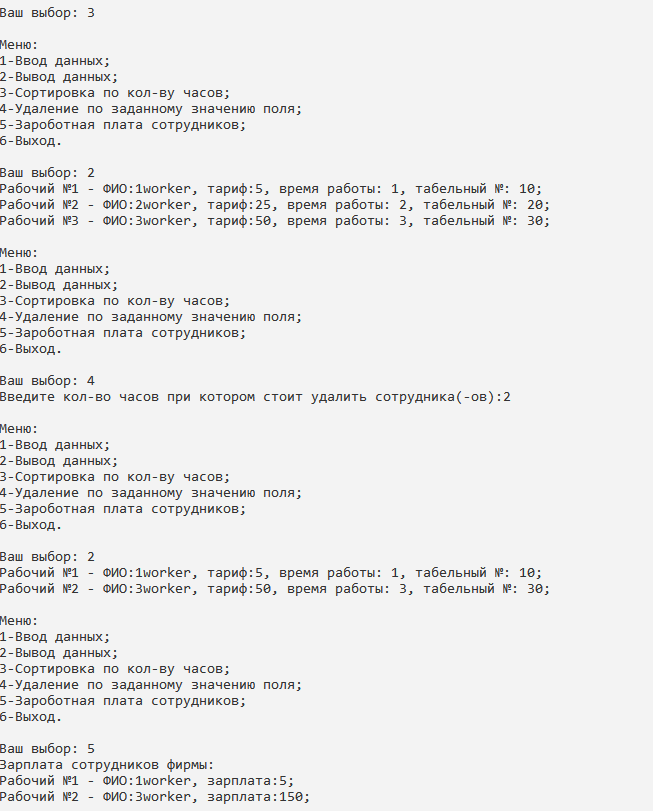 Ваш выбор: 3
Меню:
1-Ввод данных;
2-Вывод данных;
3-Сортировка по кол-ву часов;
4-Удаление по заданному значению поля;
5-Зароботная плата сотрудников;
6-Выход.
Ваш выбор: 2
Рабочий №1 - ФИО:1worker, тариф:5, время работы: 1, табельный №: 10;
Рабочий №2 - ФИО:2worker, тариф:25, время работы: 2, табельный №: 20;
Рабочий №3 - ФИО:3worker, тариф:50, время работы: 3, табельный №: 30;
Меню:
1-Ввод данных;
2-Вывод данных;
3-Сортировка по кол-ву часов;
4-Удаление по заданному значению поля;
5-Зароботная плата сотрудников;
6-Выход.
Ваш выбор: 4
Введите кол-во часов при котором стоит удалить сотрудника(-ов):2
Меню:
1-Ввод данных;
2-Вывод данных;
3-Сортировка по кол-ву часов;
4-Удаление по заданному значению поля;
5-Зароботная плата сотрудников;
6-Выход.
Ваш выбор: 2
Рабочий №1 - ФИО:1worker, тариф:5, время работы: 1, табельный №: 10;
Рабочий №2 - ФИО:3worker, тариф:50, время работы: 3, табельный №: 30;
Меню:
1-Ввод данных;
2-Вывод данных;
3-Сортировка по кол-ву часов;
4-Удаление по заданному значению поля;
5-Зароботная плата сотрудников;
6-Выход.
Ваш выбор: 5
Зарплата сотрудников фирмы:
Рабочий №1 - ФИО:1worker, зарплата:5;
Рабочий №2 - ФИО:3worker, зарплата:150;